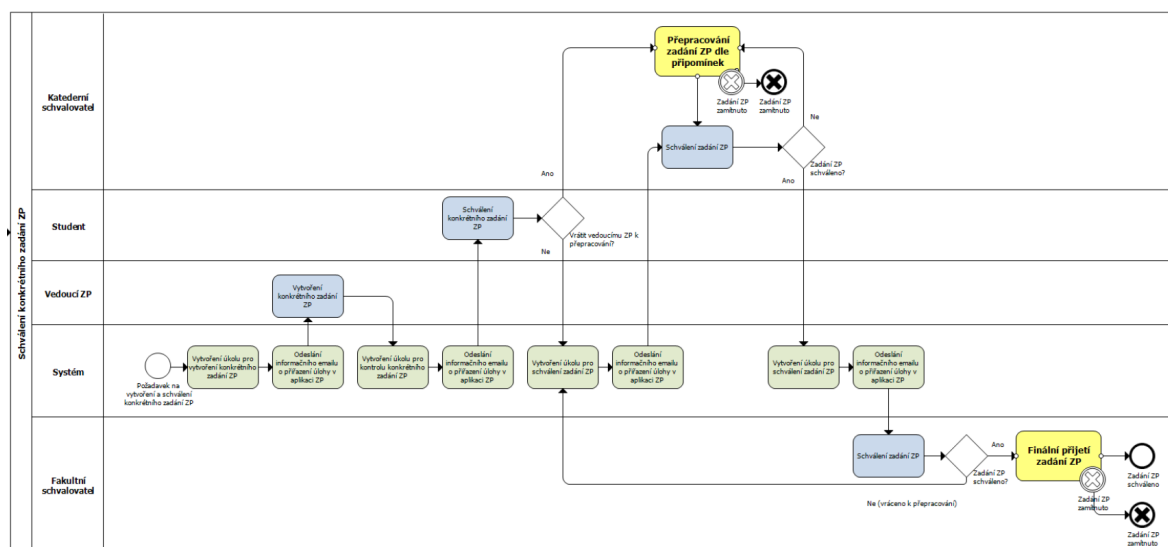 Schválení konkrétního zadání ZP
Katederní
schvalovatel
Přepracování
zadání ZP dle
připomínek
Zadání ZP
zamítnuto
Zadání ZP
zamítnuto
Ne
Schválení zadání ZP
Zadání ZP
schváleno?
Ano
Ano
Student
Schválení
konkrétního zadání
ZP
Vrátit vedoucímu ZP k
přepracování?
Ne
Vedoucí ZP
Vytvoření
konkrétního zadání
ZP
Systém
Požadavek na
vytvoření a schválení
konkrétního zadání ZP
Vytvoření úkolu pro
vytvoření konkrétního
zadání ZP
Odeslání
informačního emailu
o přiřazení úlohy v
aplikaci ZP
Vytvoření úkolu pro
kontrolu konkrétního
zadání ZP
Odeslání
informačního emailu
o přiřazení úlohy v
aplikaci ZP
Vytvoření úkolu pro
schválení zadání ZP
Odeslání
informačního emailu
o přiřazení úlohy v
aplikaci ZP
Vytvoření úkolu pro
schválení zadání ZP
Odeslání
informačního emailu
o přiřazení úlohy v
aplikaci ZP
Fakultní
schvalovatel
Schválení zadání ZP
Zadání ZP
schváleno?
Ano
Ne (vráceno k přepracování)
Finální přijetí
zadání ZP
Zadání ZP
zamítnuto
Zadání ZP
schváleno
Zadání ZP
zamítnuto